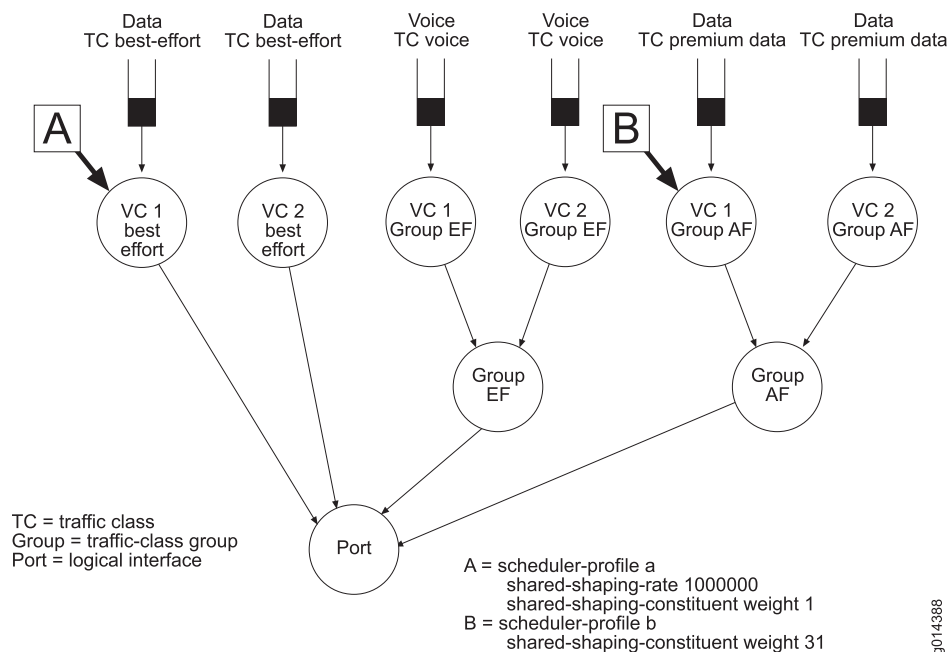 Data
TC best-effort
Data
TC best-effort
Voice
TC voice
Voice
TC voice
Data
TC premium data
Data
TC premium data
A
B
VC 1
best
effort
VC 2
best
effort
VC 1
Group EF
VC 2
Group EF
VC 1
Group AF
VC 2
Group AF
Group
EF
Group
AF
Port
TC = traffic class
Group = traffic-class group
Port = logical interface
A = scheduler-profile a
shared-shaping-rate 1000000
shared-shaping-constituent weight 1
B = scheduler-profile b
shared-shaping-constituent weight 31
g014388